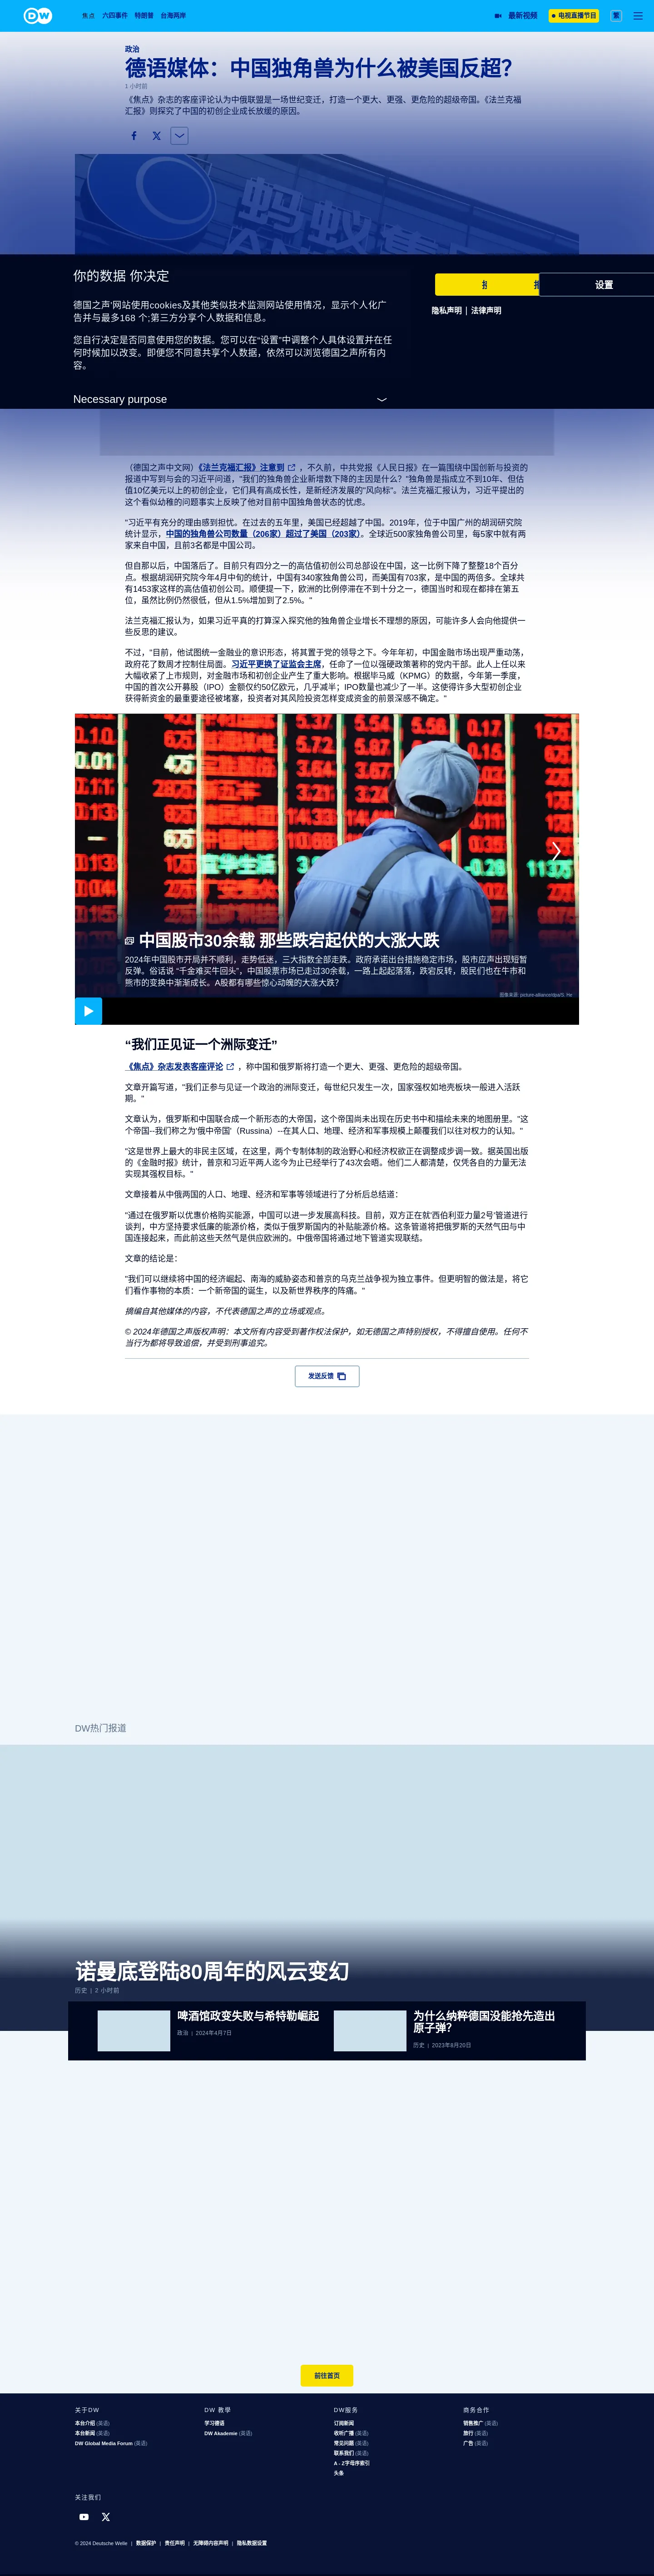 DW
焦点 六四事件 特朗普 台海两岸
最新视频
电视直播节目
繁
政治
德语媒体：中国独角兽为什么被美国反超？
1 小时前
《焦点》杂志的客座评论认为中俄联盟是一场世纪变迁，打造一个更大、更强、更危险的超级帝国。《法兰克福
汇报》则探究了中国的初创企业成长放缓的原因。
你的数据 你决定
设置
德国之声'网站使用cookies及其他类似技术监测网站使用情况，显示个人化广
告并与最多168 个;第三方分享个人数据和信息。
隐私声明 | 法律声明
您自行决定是否同意使用您的数据。您可以在"设置"中调整个人具体设置并在任
何时候加以改变。即便您不同意共享个人数据，依然可以浏览德国之声所有内
容。
Necessary purpose
（德国之声中文网）《法兰克福汇报》注意到 ，不久前，中共党报《人民日报》在一篇围绕中国创新与投资的
报道中写到与会的习近平问道，"我们的独角兽企业新增数下降的主因是什么？"独角兽是指成立不到10年、但估
值10亿美元以上的初创企业，它们具有高成长性，是新经济发展的"风向标"。法兰克福汇报认为，习近平提出的
这个看似幼稚的问题事实上反映了他对目前中国独角兽状态的忧虑。
"习近平有充分的理由感到担忧。在过去的五年里，美国已经超越了中国。2019年，位于中国广州的胡润研究院
统计显示，中国的独角兽公司数量（206家）超过了美国（203家）。全球近500家独角兽公司里，每5家中就有两
家来自中国，且前3名都是中国公司。
但自那以后，中国落后了。目前只有四分之一的高估值初创公司总部设在中国，这一比例下降了整整18个百分
点。根据胡润研究院今年4月中旬的统计，中国有340家独角兽公司，而美国有703家，是中国的两倍多。全球共
有1453家这样的高估值初创公司。顺便提一下，欧洲的比例停滞在不到十分之一，德国当时和现在都排在第五
位，虽然比例仍然很低，但从1.5%增加到了2.5%。"
法兰克福汇报认为，如果习近平真的打算深入探究他的独角兽企业增长不理想的原因，可能许多人会向他提供一
些反思的建议。
不过，"目前，他试图统一金融业的意识形态，将其置于党的领导之下。今年年初，中国金融市场出现严重动荡，
政府花了数周才控制住局面。习近平更换了证监会主席，任命了一位以强硬政策著称的党内干部。此人上任以来
大幅收紧了上市规则，对金融市场和初创企业产生了重大影响。根据毕马威（KPMG）的数据，今年第一季度，
中国的首次公开募股（IPO）金额仅约50亿欧元，几乎减半；IPO数量也减少了一半。这使得许多大型初创企业
获得新资金的最重要途径被堵塞，投资者对其风险投资怎样变成资金的前景深感不确定。"
中国股市30余载 那些跌宕起伏的大涨大跌
2024年中国股市开局并不顺利，走势低迷，三大指数全部走跌。政府承诺出台措施稳定市场，股市应声出现短暂
反弹。俗话说 "千金难买牛回头"，中国股票市场已走过30余载，一路上起起落落，跌宕反转，股民们也在牛市和
熊市的变换中渐渐成长。A股都有哪些惊心动魄的大涨大跌？
图像来源: picture-alliance/dpa/S. He
“我们正见证一个洲际变迁”
《焦点》杂志发表客座评论 ，称中国和俄罗斯将打造一个更大、更强、更危险的超级帝国。
文章开篇写道，"我们正参与见证一个政治的洲际变迁，每世纪只发生一次，国家强权如地壳板块一般进入活跃
期。"
文章认为，俄罗斯和中国联合成一个新形态的大帝国，这个帝国尚未出现在历史书中和描绘未来的地图册里。"这
个帝国--我们称之为'俄中帝国'（Russina）--在其人口、地理、经济和军事规模上颠覆我们以往对权力的认知。"
"这是世界上最大的非民主区域，在这里，两个专制体制的政治野心和经济权欲正在调整成步调一致。据英国出版
的《金融时报》统计，普京和习近平两人迄今为止已经举行了43次会晤。他们二人都清楚，仅凭各自的力量无法
实现其强权目标。"
文章接着从中俄两国的人口、地理、经济和军事等领域进行了分析后总结道：
"通过在俄罗斯以优惠价格购买能源，中国可以进一步发展高科技。目前，双方正在就'西伯利亚力量2号'管道进行
谈判，中方坚持要求低廉的能源价格，类似于俄罗斯国内的补贴能源价格。这条管道将把俄罗斯的天然气田与中
国连接起来，而此前这些天然气是供应欧洲的。中俄帝国将通过地下管道实现联结。
文章的结论是：
"我们可以继续将中国的经济崛起、南海的威胁姿态和普京的乌克兰战争视为独立事件。但更明智的做法是，将它
们看作事物的本质：一个新帝国的诞生，以及新世界秩序的阵痛。"
摘编自其他媒体的内容，不代表德国之声的立场或观点。
© 2024年德国之声版权声明：本文所有内容受到著作权法保护，如无德国之声特别授权，不得擅自使用。任何不
当行为都将导致追偿，并受到刑事追究。
发送反馈
DW热门报道
诺曼底登陆80周年的风云变幻
历史 | 2 小时前
啤酒馆政变失败与希特勒崛起
政治 | 2024年4月7日
为什么纳粹德国没能抢先造出
原子弹？
历史 | 2023年8月20日
前往首页
关于DW
本台介绍 (英语)
本台新闻 (英语)
DW Global Media Forum (英语)
DW 教学
学习德语
DW Akademie (英语)
DW服务
订阅新闻
收听广播 (英语)
常见问题 (英语)
联系我们 (英语)
A - Z字母序索引
头条
商务合作
销售推广 (英语)
旅行 (英语)
广告 (英语)
关注我们
© 2024 Deutsche Welle | 数据保护 | 责任声明 | 无障碍内容声明 | 隐私数据设置